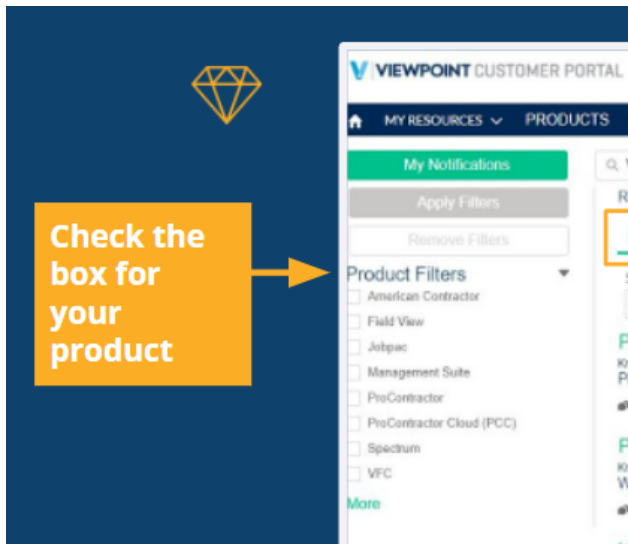 VIEWPOINT CUSTOMER PORTAL
MY RESOURCES PRODUCTS
My Notifications
Apply Filters
Remove Filters
Check the
box for
your
product
Product Filters
American Contractor
Field View
Jobpac
Management Suite
ProContractor
ProContractor Cloud (PCC)
Spectrum
VFC
More